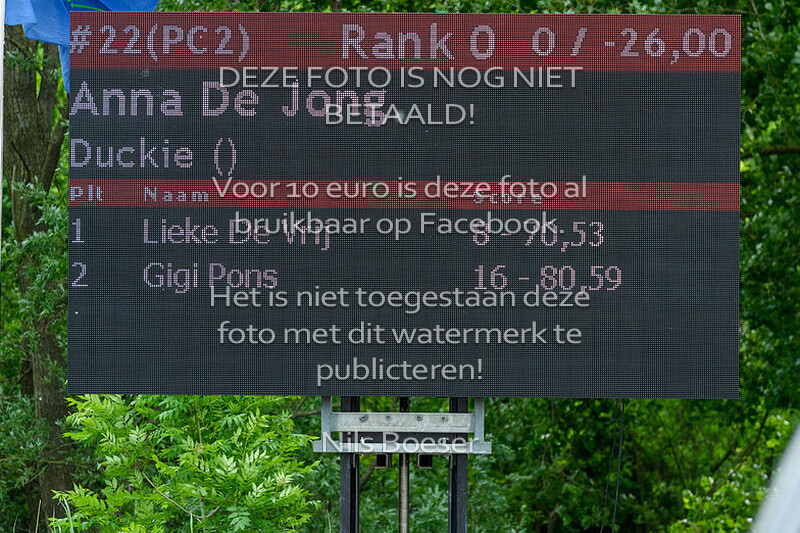 #22(PC2) Rank 0 0 / -26,00
DEZE FOTO IS NOG NIET
BETAALD!
Anna De Jong
Duckie ()
Voor 10 euro is deze foto al
Plt Naam Score
bruikbaar op Facebook.
1 Lieke De Vrij 8 - 70,53
2 Gigi Pons 16 - 80,59
Het is niet toegestaan deze
foto met dit watermerk te
publicteren!
Nils Boeser